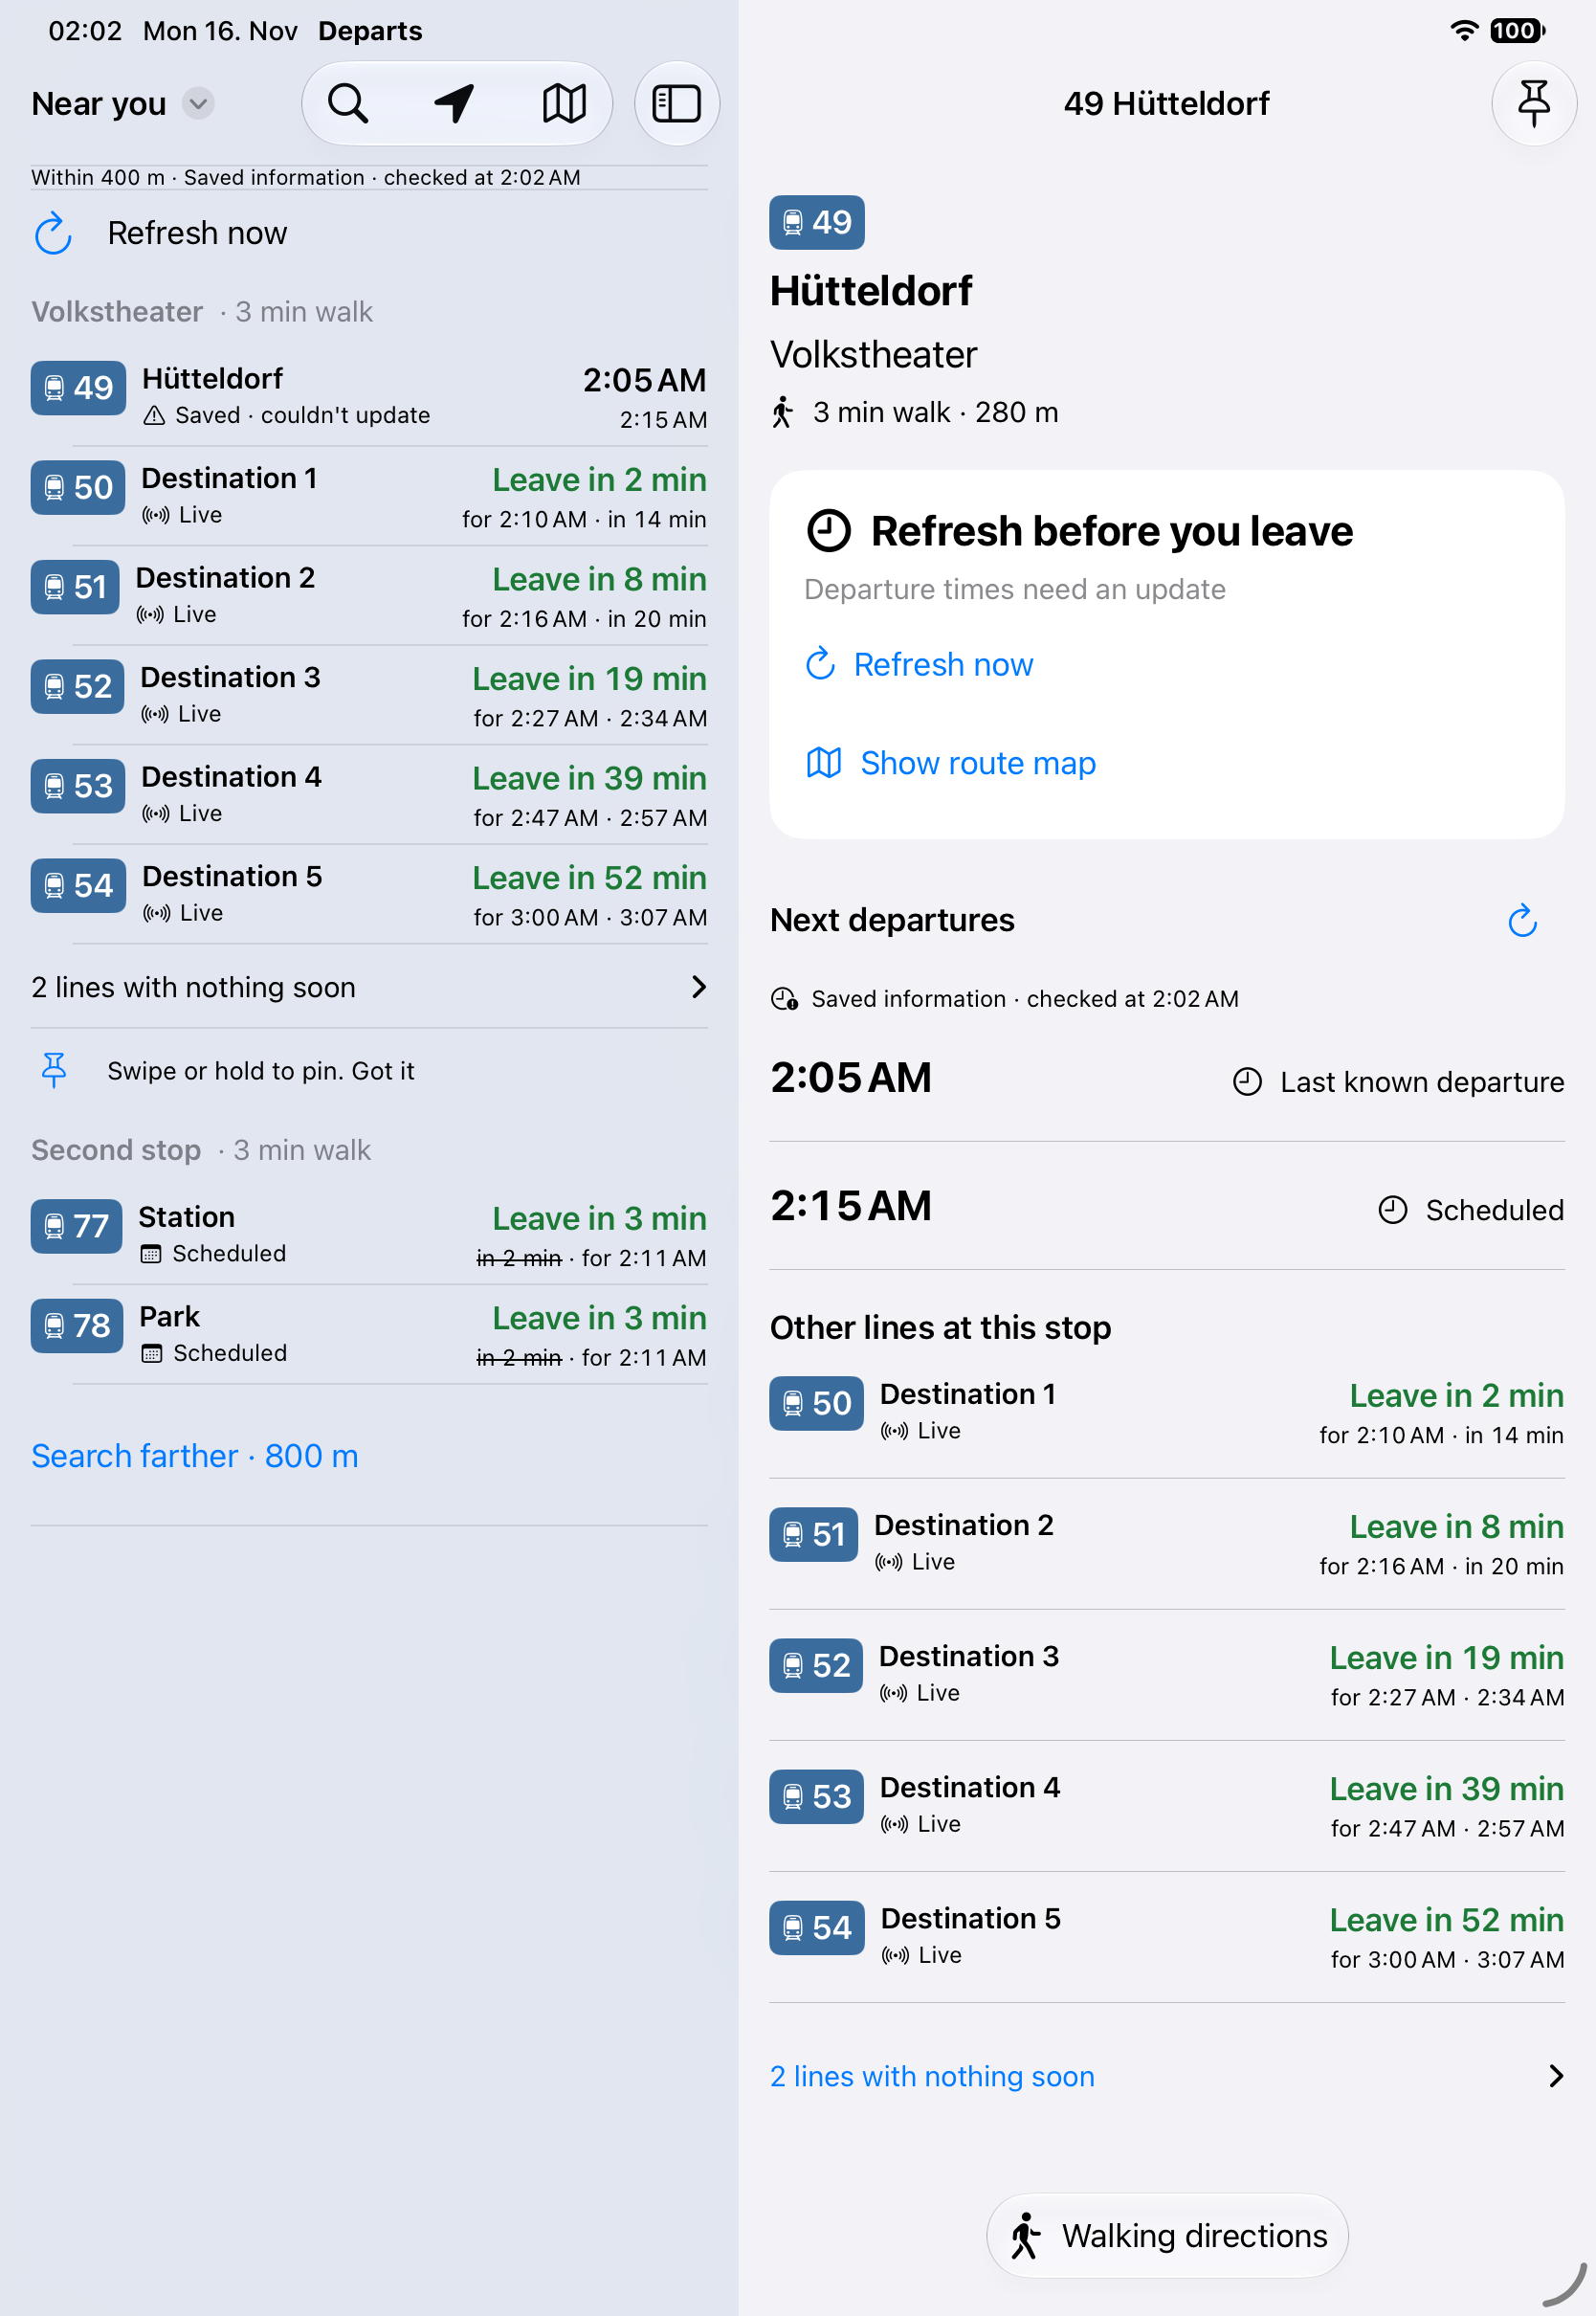 02:02 Mon 16. Nov Departs
100
Near you
Within 400 m · Saved information · checked at 2:02 AM
Refresh now
Volkstheater · 3 min walk
49 Hütteldorf 2:05 AM
Saved · couldn't update 2:15 AM
50 Destination 1 Leave in 2 min
Live for 2:10 AM · in 14 min
51 Destination 2 Leave in 8 min
Live for 2:16 AM · in 20 min
52 Destination 3 Leave in 19 min
Live for 2:27 AM · 2:34 AM
53 Destination 4 Leave in 39 min
Live for 2:47 AM · 2:57 AM
54 Destination 5 Leave in 52 min
Live for 3:00 AM · 3:07 AM
2 lines with nothing soon
Swipe or hold to pin. Got it
Second stop · 3 min walk
77 Station Leave in 3 min
Scheduled in 2 min · for 2:11 AM
78 Park Leave in 3 min
Scheduled in 2 min · for 2:11 AM
Search farther · 800 m
49 Hütteldorf
49
Hütteldorf
Volkstheater
3 min walk · 280 m
Refresh before you leave
Departure times need an update
Refresh now
Show route map
Next departures
Saved information · checked at 2:02 AM
2:05 AM Last known departure
2:15 AM Scheduled
Other lines at this stop
50 Destination 1 Leave in 2 min
Live for 2:10 AM · in 14 min
51 Destination 2 Leave in 8 min
Live for 2:16 AM · in 20 min
52 Destination 3 Leave in 19 min
Live for 2:27 AM · 2:34 AM
53 Destination 4 Leave in 39 min
Live for 2:47 AM · 2:57 AM
54 Destination 5 Leave in 52 min
Live for 3:00 AM · 3:07 AM
2 lines with nothing soon
Walking directions